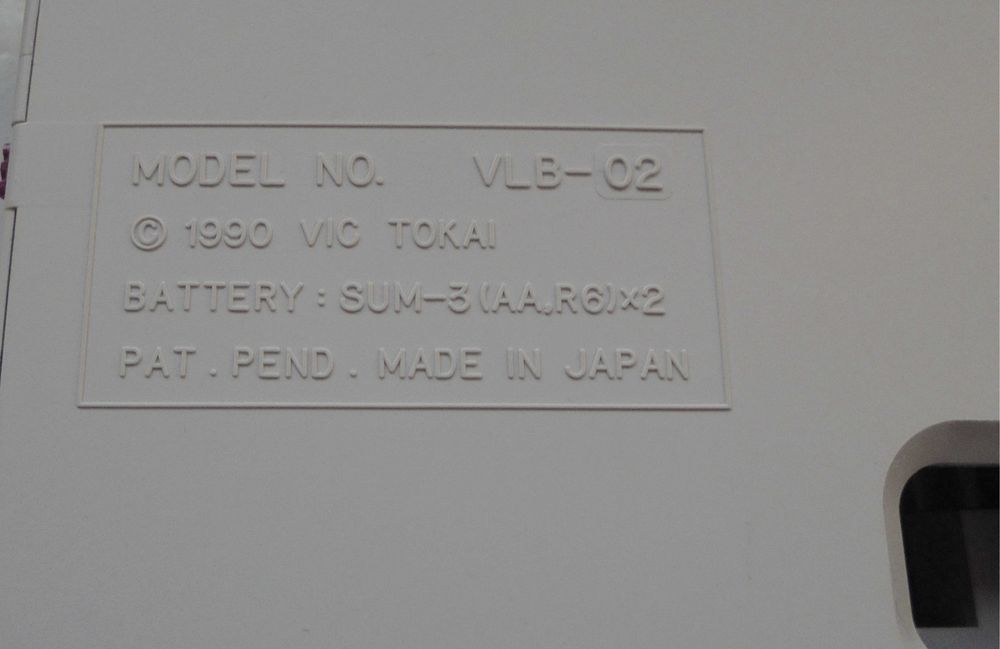 MODEL NO. VLB-02
© 1990 VIC TOKAI
BATTERY : SUM-3 (AA,R6)×2
PAT . PEND . MADE IN JAPAN